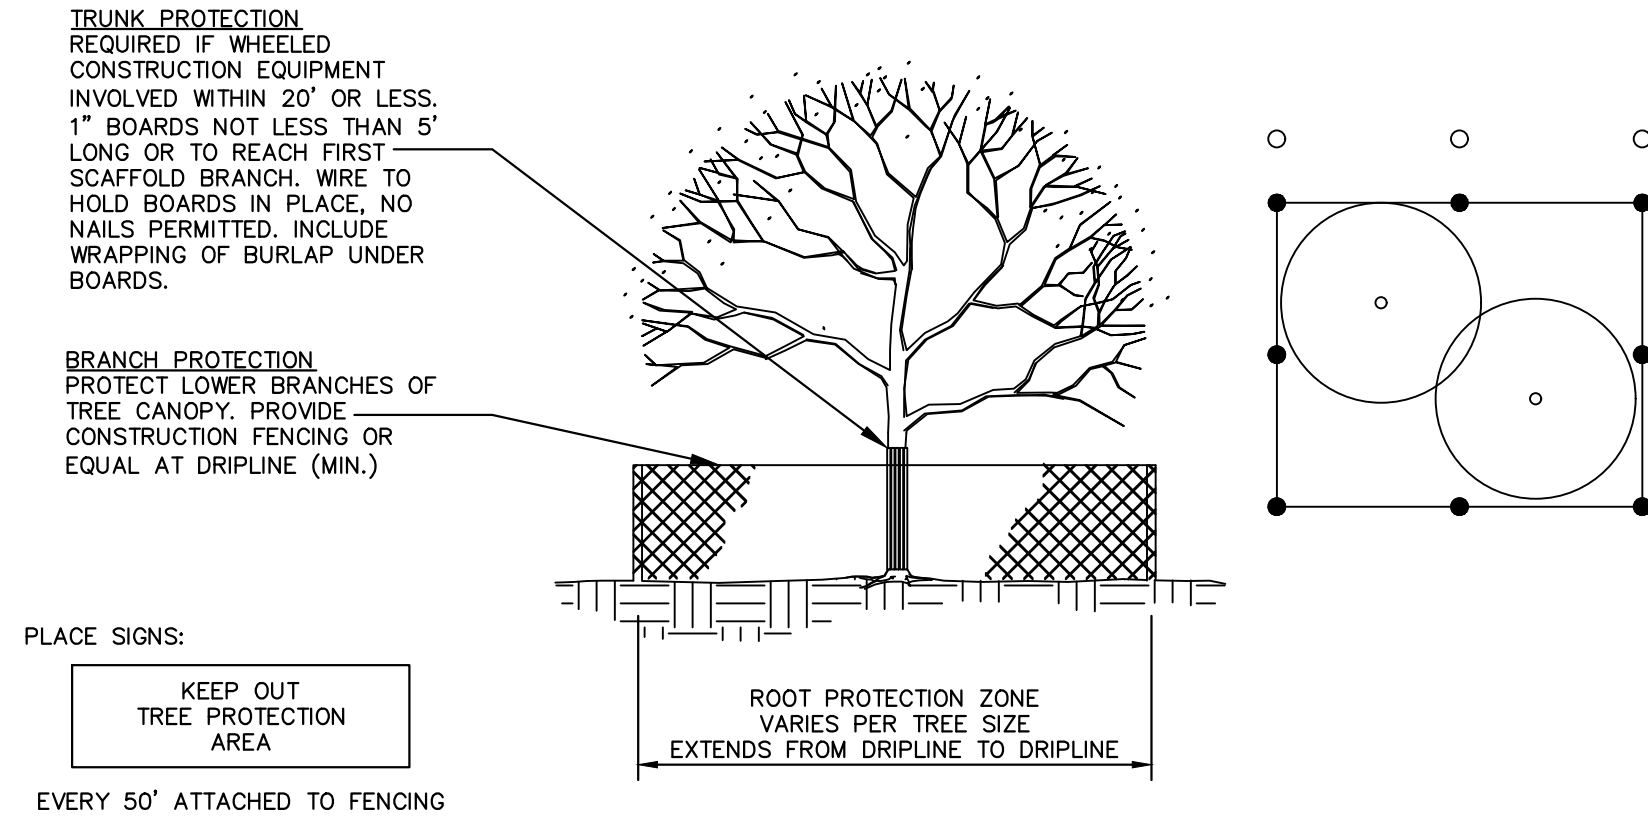 TRUNK PROTECTION
REQUIRED IF WHEELED
CONSTRUCTION EQUIPMENT
INVOLVED WITHIN 20' OR LESS.
1" BOARDS NOT LESS THAN 5'
LONG OR TO REACH FIRST
SCAFFOLD BRANCH. WIRE TO
HOLD BOARDS IN PLACE, NO
NAILS PERMITTED. INCLUDE
WRAPPING OF BURLAP UNDER
BOARDS.
BRANCH PROTECTION
PROTECT LOWER BRANCHES OF
TREE CANOPY. PROVIDE
CONSTRUCTION FENCING OR
EQUAL AT DRIPLINE (MIN.)
PLACE SIGNS:
KEEP OUT
TREE PROTECTION
AREA
EVERY 50' ATTACHED TO FENCING
ROOT PROTECTION ZONE
VARIES PER TREE SIZE
EXTENDS FROM DRIPLINE TO DRIPLINE